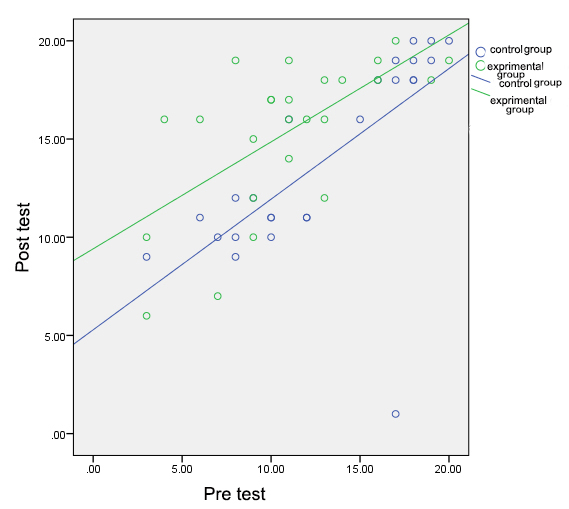 20.00
15.00
10.00
5.00
.00
Post test
.00 5.00 10.00 15.00 20.00
Pre test
control group
exprimental
group
control group
exprimental
group